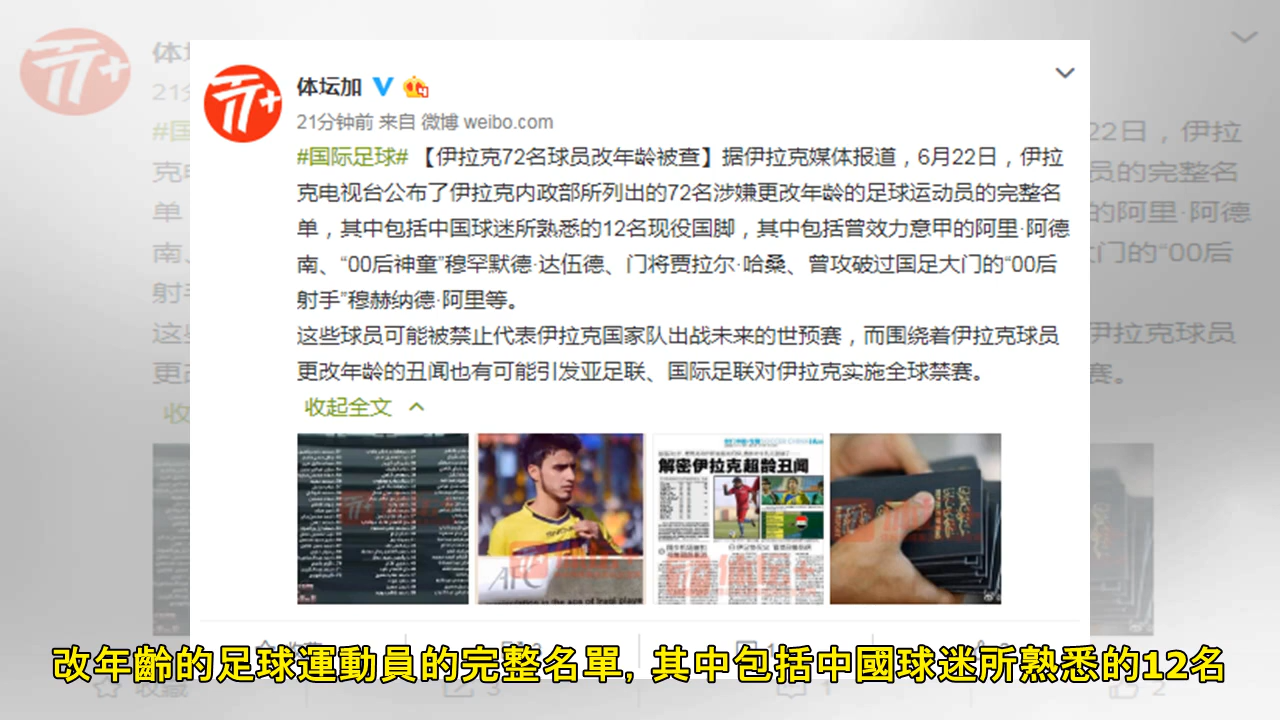 体坛加
21分钟前 来自 微博 weibo.com
#国际足球# 【伊拉克72名球员改年龄被查】据伊拉克媒体报道，6月22日，伊拉
克电视台公布了伊拉克内政部所列出的72名涉嫌更改年龄的足球运动员的完整名
单，其中包括中国球迷所熟悉的12名现役国脚，其中包括曾效力意甲的阿里·阿德
南、“00后神童”穆罕默德·达伍德、门将贾拉尔·哈桑、曾攻破过国足大门的“00后
射手”穆赫纳德·阿里等。
这些球员可能被禁止代表伊拉克国家队出战未来的世预赛，而围绕着伊拉克球员
更改年龄的丑闻也有可能引发亚足联、国际足联对伊拉克实施全球禁赛。
收起全文
解密伊拉克超龄丑闻
AFC
改年齡的足球運動員的完整名單, 其中包括中國球迷所熟悉的12名